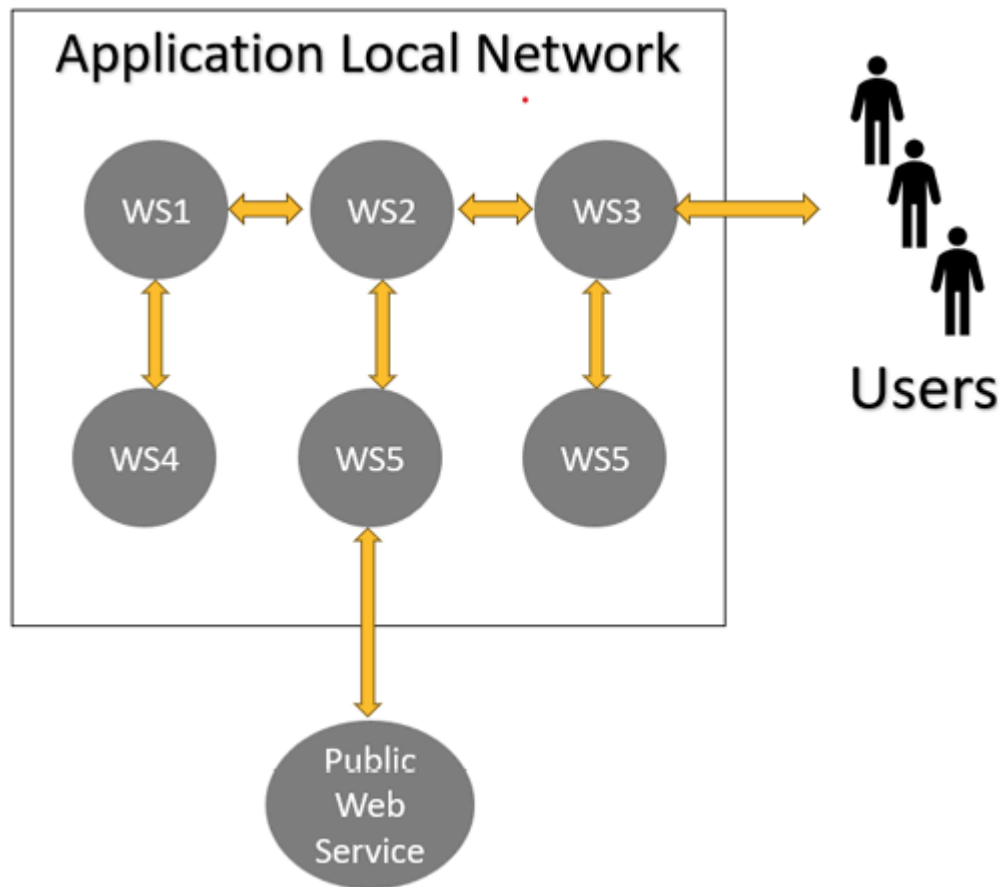 Application Local Network
WS1
WS2
WS3
Users
WS4
WS5
WS5
Public
Web
Service